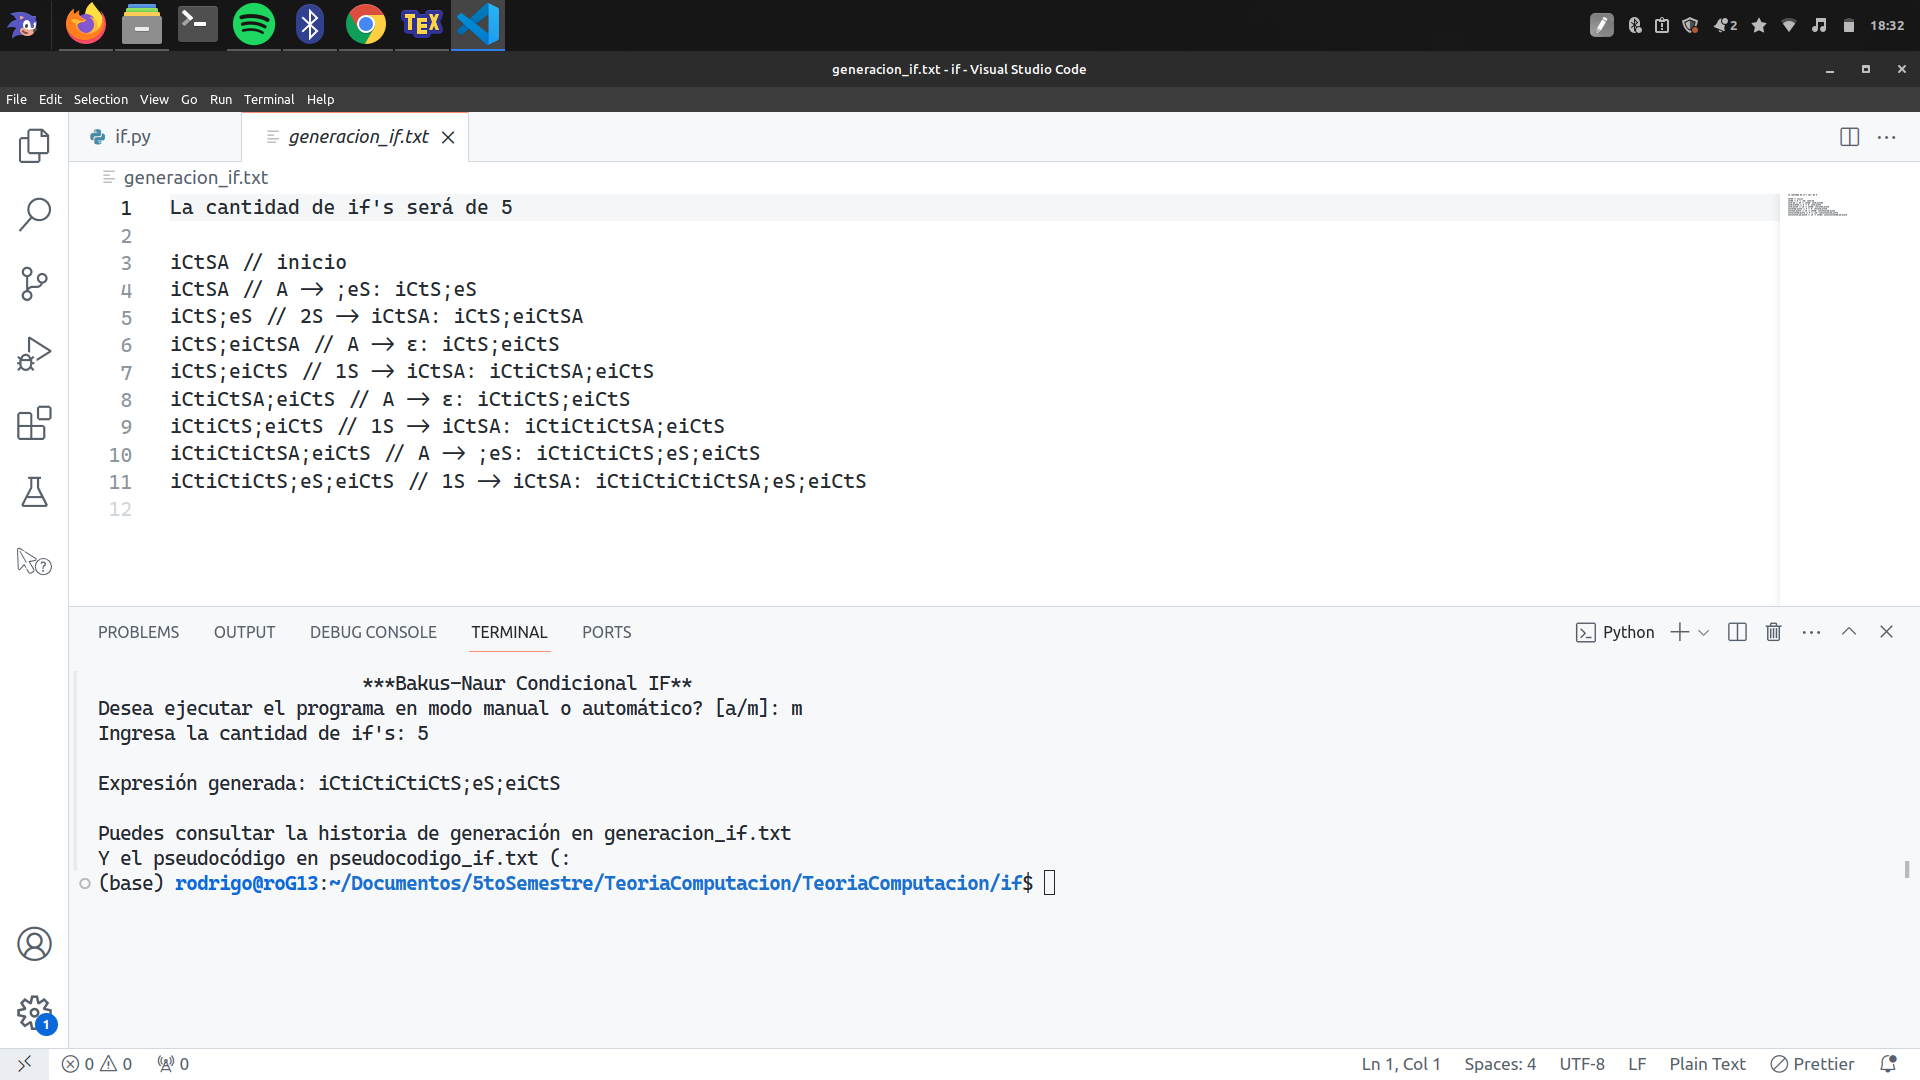 TEX
2
18:32
generacion_if.txt - if - Visual Studio Code
File Edit Selection View Go Run Terminal Help
if.py
generacion_if.txt
generacion_if.txt
1 La cantidad de if's será de 5
2
3 iCtSA // inicio
4 iCtSA // A -> ;eS: iCtS;eS
5 iCtS;eS // 2S -> iCtSA: iCtS;eiCtSA
6 iCtS;eiCtSA // A -> ε: iCtS;eiCtS
7 iCtS;eiCtS // 1S -> iCtSA: iCtiCtSA;eiCtS
8 iCtiCtSA;eiCtS // A -> ε: iCtiCtS;eiCtS
9 iCtiCtS;eiCtS // 1S -> iCtSA: iCtiCtiCtSA;eiCtS
10 iCtiCtiCtSA;eiCtS // A -> ;eS: iCtiCtiCtS;eS;eiCtS
11 iCtiCtiCtS;eS;eiCtS // 1S -> iCtSA: iCtiCtiCtiCtSA;eS;eiCtS
12
PROBLEMS OUTPUT DEBUG CONSOLE TERMINAL PORTS
Python
***Bakus-Naur Condicional IF**
Desea ejecutar el programa en modo manual o automático? [a/m]: m
Ingresa la cantidad de if's: 5
Expresión generada: iCtiCtiCtiCtS;eS;eiCtS
Puedes consultar la historia de generación en generacion_if.txt
Y el pseudocódigo en pseudocodigo_if.txt (:
(base) rodrigo@roG13:~/Documentos/5toSemestre/TeoriaComputacion/TeoriaComputacion/if$
1
0 0 0
Ln 1, Col 1 Spaces: 4 UTF-8 LF Plain Text Prettier